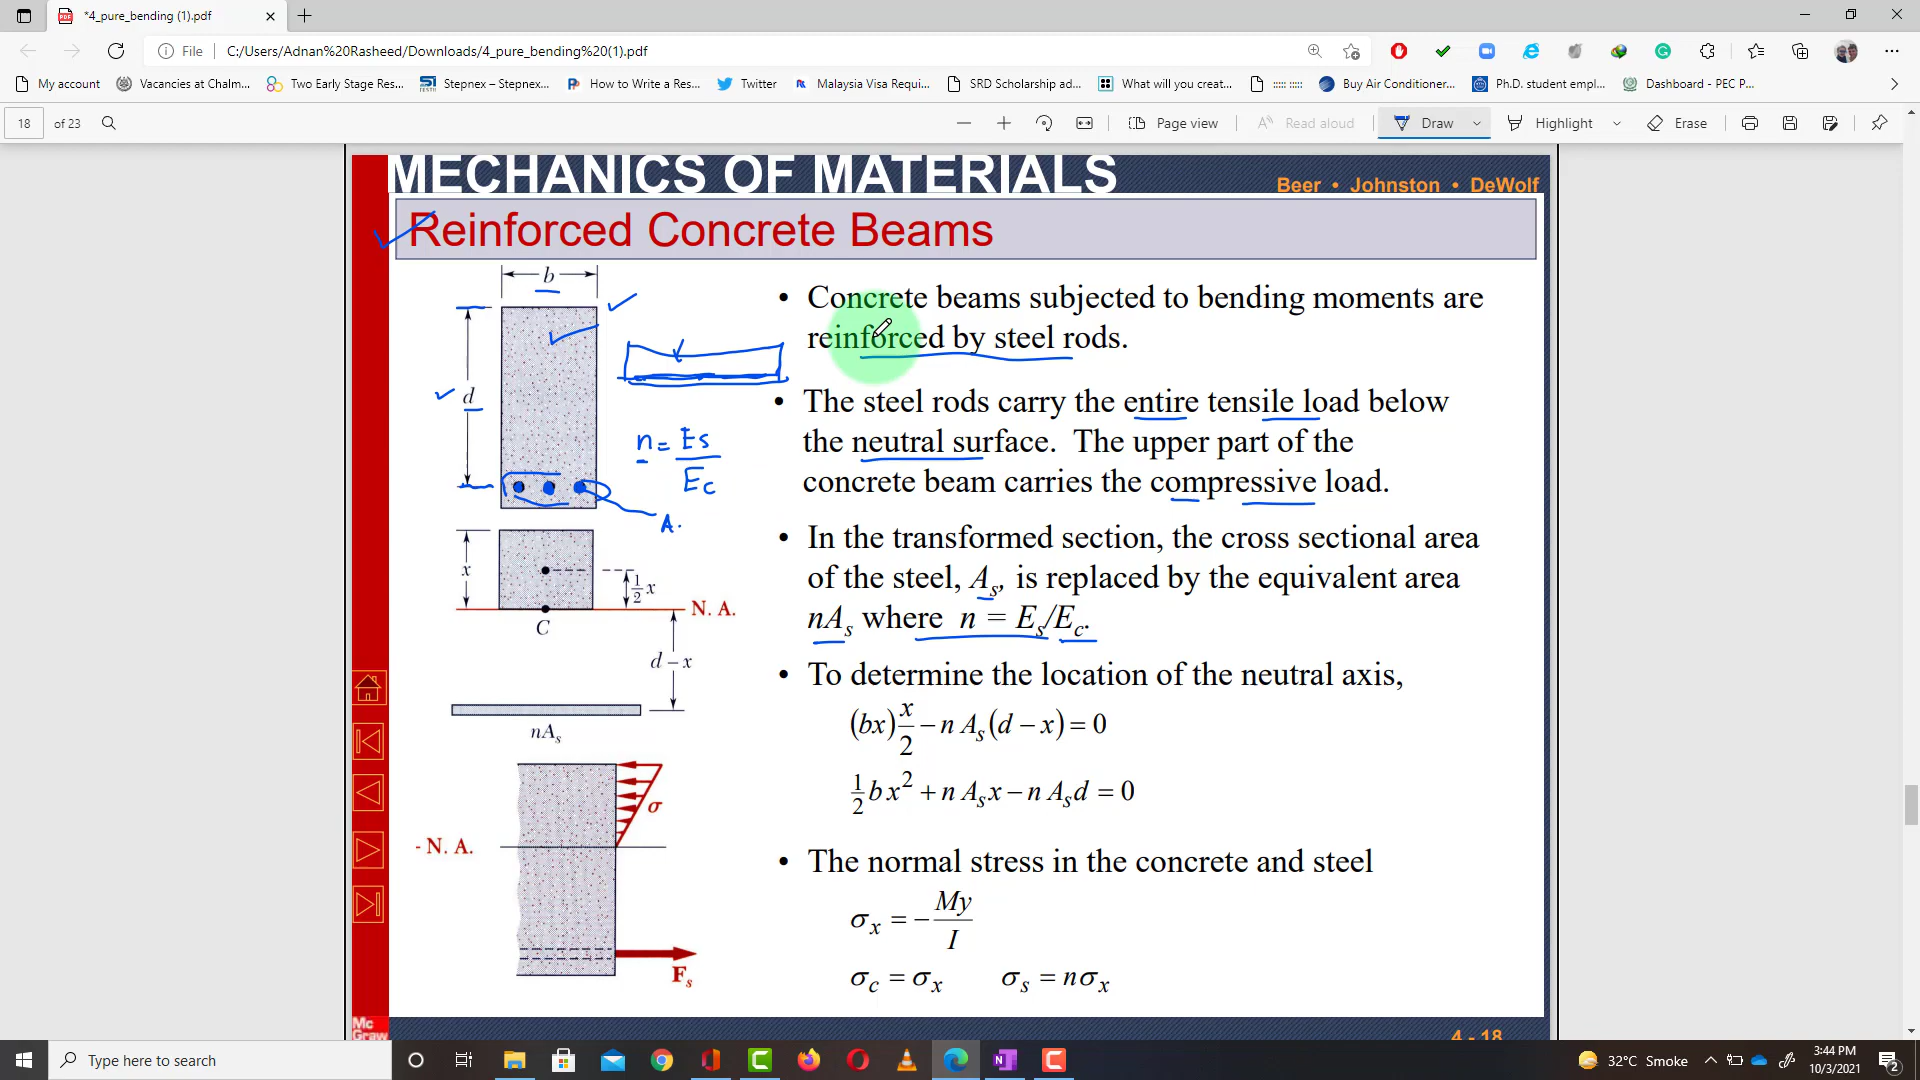 *4_pure_bending (1).pdf
File C:/Users/Adnan%20Rasheed/Downloads/4_pure_bending%20(1).pdf
My account Vacancies at Chalm... Two Early Stage Res... Stepnex – Stepnex... How to Write a Res... Twitter Malaysia Visa Requi... SRD Scholarship ad... What will you creat... ::::: ::::: Buy Air Conditioner... Ph.D. student empl... Dashboard - PEC P...
18 of 23 Page view Read aloud Draw Highlight Erase
MECHANICS OF MATERIALS
Beer • Johnston • DeWolf
Reinforced Concrete Beams
b
d
n = Es/Ec
A.
x
1/2 x
N. A.
C
d – x
nAs
σ
- N. A.
Fs
• Concrete beams subjected to bending moments are
reinforced by steel rods.
• The steel rods carry the entire tensile load below
the neutral surface. The upper part of the
concrete beam carries the compressive load.
• In the transformed section, the cross sectional area
of the steel, As, is replaced by the equivalent area
nAs where n = Es/Ec.
• To determine the location of the neutral axis,
(bx) x/2 − n As (d − x) = 0
1/2 b x² + n As x − n As d = 0
• The normal stress in the concrete and steel
σx = − My/I
σc = σx σs = nσx
Mc
Graw
4 - 18
Type here to search
32°C Smoke
3:44 PM
10/3/2021
2